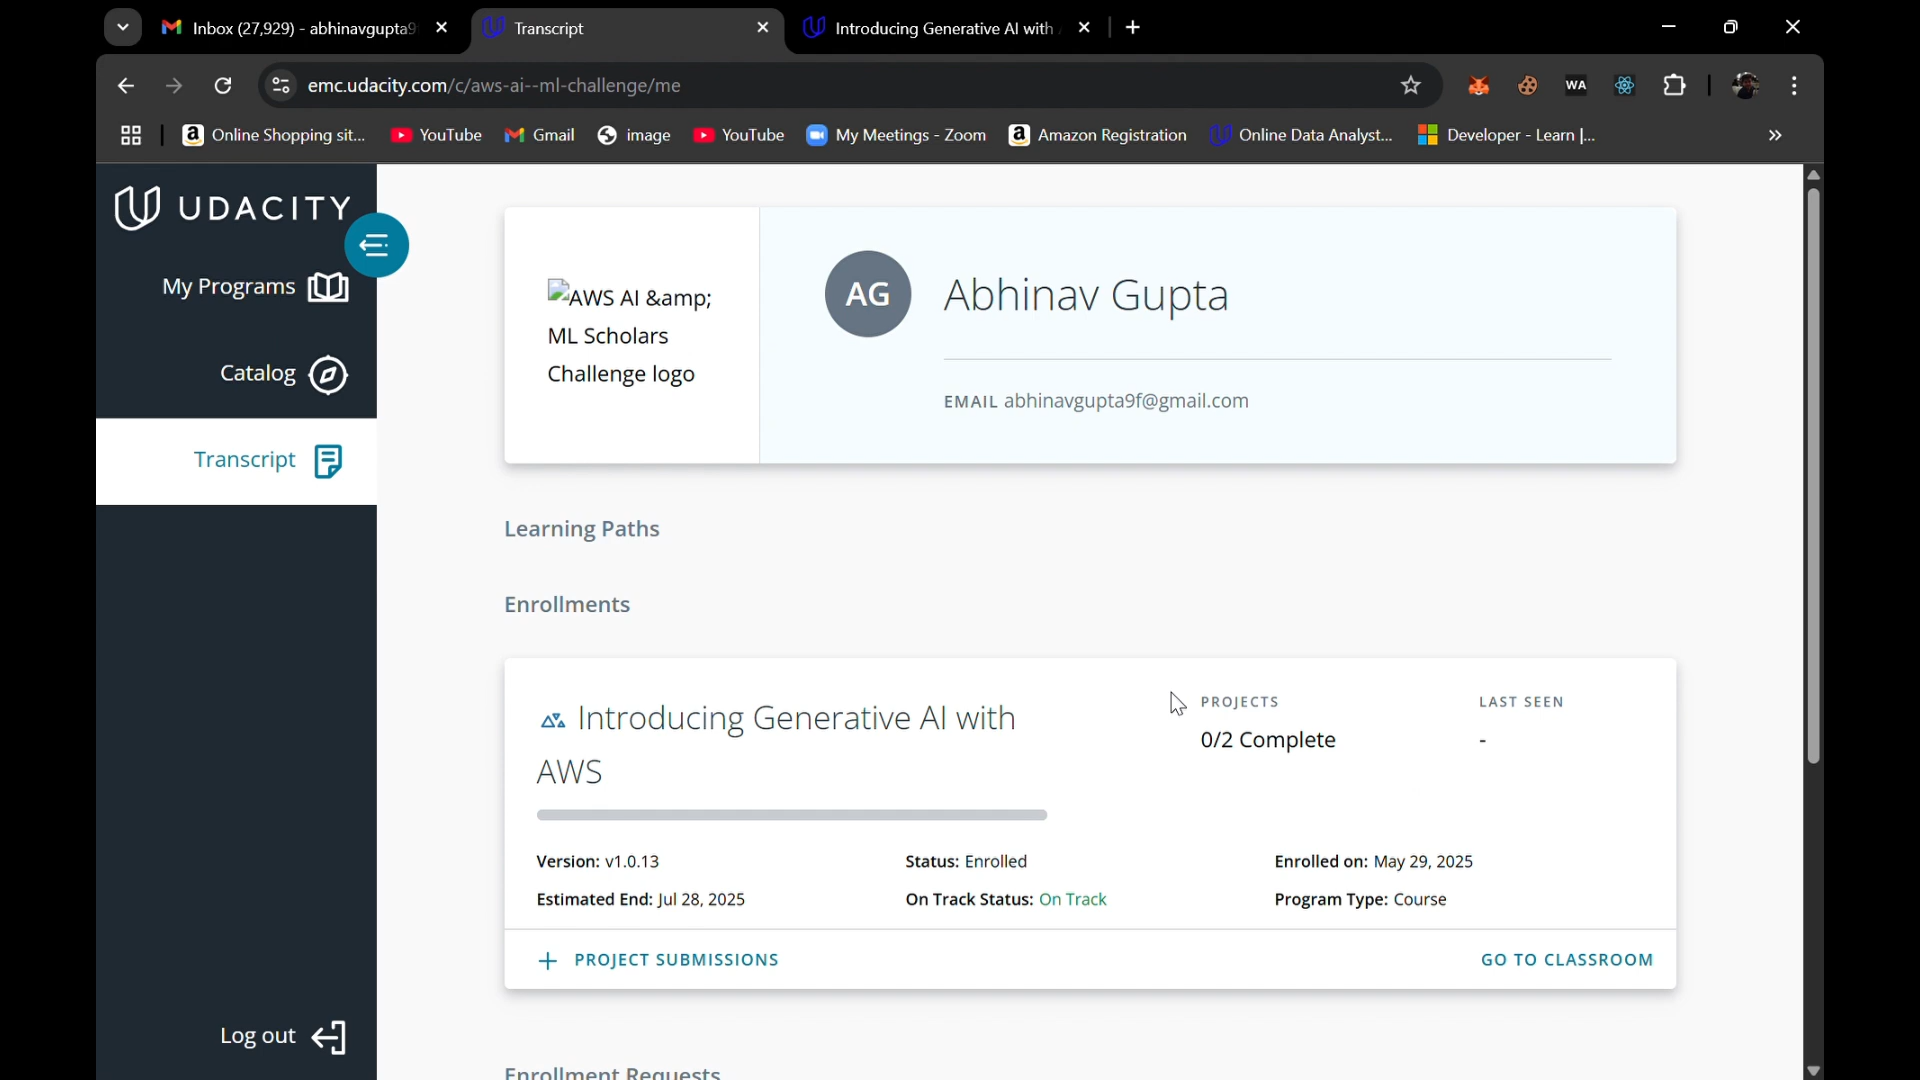 Inbox (27,929) - abhinavgupta9
Transcript
Introducing Generative AI with
emc.udacity.com/c/aws-ai--ml-challenge/me
WA
Online Shopping sit...
YouTube
Gmail
image
YouTube
My Meetings - Zoom
Amazon Registration
Online Data Analyst...
Developer - Learn |...
UDACITY
My Programs
Catalog
Transcript
Log out
AWS AI &amp;
ML Scholars
Challenge logo
AG
Abhinav Gupta
EMAIL abhinavgupta9f@gmail.com
Learning Paths
Enrollments
Introducing Generative AI with
AWS
PROJECTS
0/2 Complete
LAST SEEN
-
Version: v1.0.13
Status: Enrolled
Enrolled on: May 29, 2025
Estimated End: Jul 28, 2025
On Track Status: On Track
Program Type: Course
+ PROJECT SUBMISSIONS
GO TO CLASSROOM
Enrollment Requests